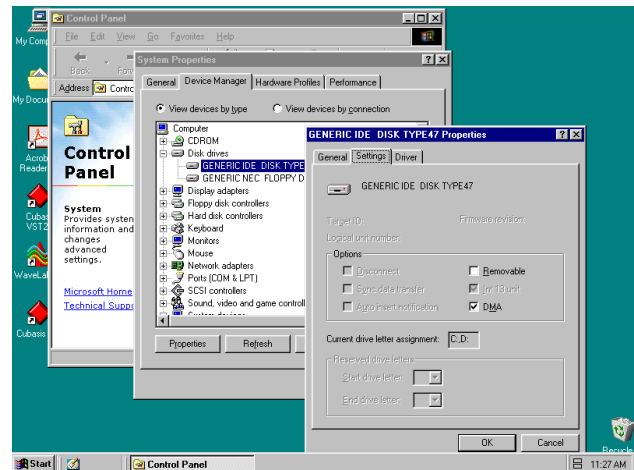 My Comp
My Docu
Acrob
Reader
Cubas
VST2
WaveLa
Cubasis
Control Panel
File Edit View Go Favorites Help
Back Forw
Address Contro
Control
Panel
System
Provides system
information and
changes
advanced
settings.
Microsoft Home
Technical Suppo
System Properties
General Device Manager Hardware Profiles Performance
View devices by type View devices by connection
Computer
CDROM
Disk drives
GENERIC IDE DISK TYPE
GENERIC NEC FLOPPY D
Display adapters
Floppy disk controllers
Hard disk controllers
Keyboard
Monitors
Mouse
Network adapters
Ports (COM & LPT)
SCSI controllers
Sound, video and game controll
System devices
Properties Refresh
GENERIC IDE DISK TYPE47 Properties
General Settings Driver
GENERIC IDE DISK TYPE47
Target ID: Firmware revision:
Logical unit number:
Options
Disconnect Removable
Sync data transfer Int 13 unit
Auto insert notification DMA
Current drive letter assignment: C:,D:
Reserved drive letters
Start drive letter:
End drive letter:
OK Cancel
Recycle
Start Control Panel 11:27 AM